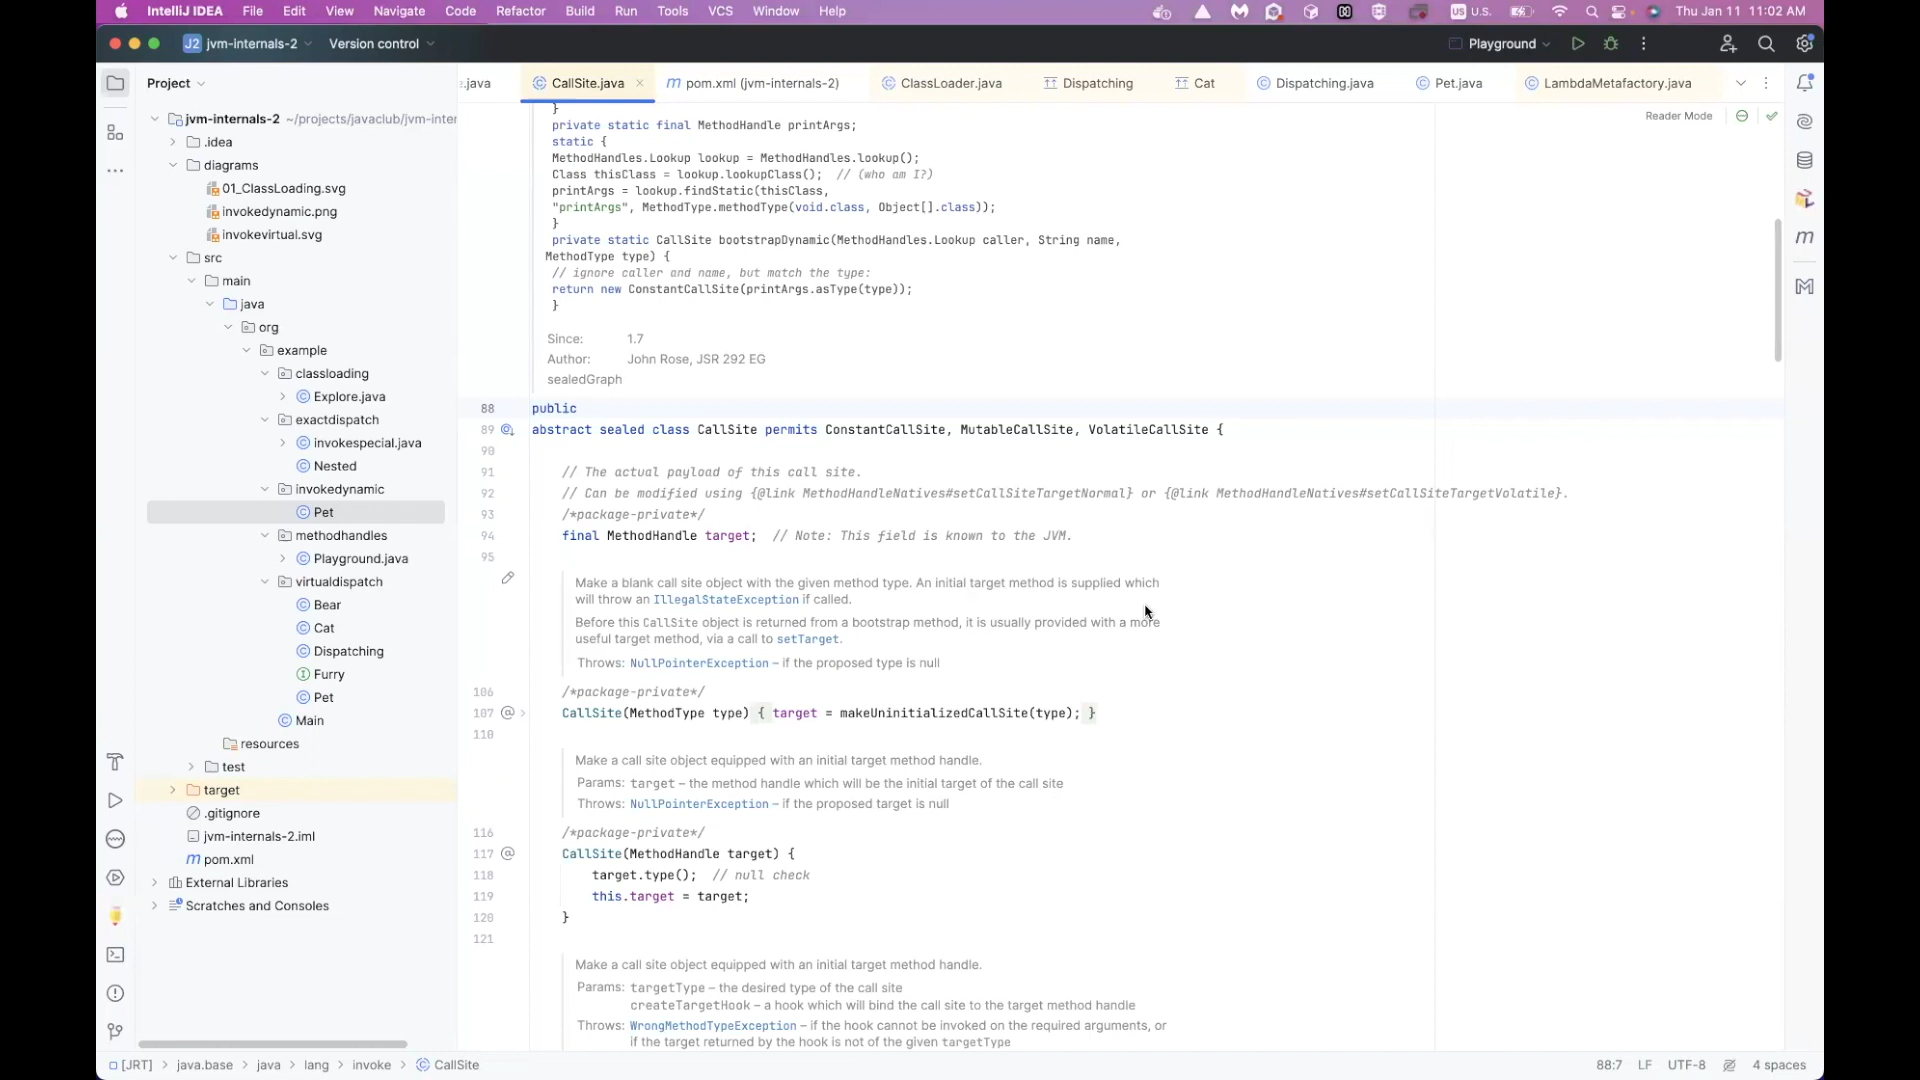 IntelliJ IDEA File Edit View Navigate Code Refactor Build Run Tools VCS Window Help U.S. Thu Jan 11 11:02 AM
J2 jvm-internals-2 Version control Playground
Project
:.java CallSite.java pom.xml (jvm-internals-2) ClassLoader.java Dispatching Cat Dispatching.java Pet.java LambdaMetafactory.java
Reader Mode
jvm-internals-2 ~/projects/javaclub/jvm-inter
.idea
diagrams
01_ClassLoading.svg
invokedynamic.png
invokevirtual.svg
src
main
java
org
example
classloading
Explore.java
exactdispatch
invokespecial.java
Nested
invokedynamic
Pet
methodhandles
Playground.java
virtualdispatch
Bear
Cat
Dispatching
Furry
Pet
Main
resources
test
target
.gitignore
jvm-internals-2.iml
pom.xml
External Libraries
Scratches and Consoles
}
private static final MethodHandle printArgs;
static {
MethodHandles.Lookup lookup = MethodHandles.lookup();
Class thisClass = lookup.lookupClass();  // (who am I?)
printArgs = lookup.findStatic(thisClass,
"printArgs", MethodType.methodType(void.class, Object[].class));
}
private static CallSite bootstrapDynamic(MethodHandles.Lookup caller, String name,
MethodType type) {
// ignore caller and name, but match the type:
return new ConstantCallSite(printArgs.asType(type));
}
Since: 1.7
Author: John Rose, JSR 292 EG
sealedGraph
88 public
89 abstract sealed class CallSite permits ConstantCallSite, MutableCallSite, VolatileCallSite {
90
91 // The actual payload of this call site.
92 // Can be modified using {@link MethodHandleNatives#setCallSiteTargetNormal} or {@link MethodHandleNatives#setCallSiteTargetVolatile}.
93 /*package-private*/
94 final MethodHandle target;  // Note: This field is known to the JVM.
95
Make a blank call site object with the given method type. An initial target method is supplied which
will throw an IllegalStateException if called.
Before this CallSite object is returned from a bootstrap method, it is usually provided with a more
useful target method, via a call to setTarget.
Throws: NullPointerException – if the proposed type is null
106 /*package-private*/
107 CallSite(MethodType type) { target = makeUninitializedCallSite(type); }
110
Make a call site object equipped with an initial target method handle.
Params: target – the method handle which will be the initial target of the call site
Throws: NullPointerException – if the proposed target is null
116 /*package-private*/
117 CallSite(MethodHandle target) {
118 target.type();  // null check
119 this.target = target;
120 }
121
Make a call site object equipped with an initial target method handle.
Params: targetType – the desired type of the call site
createTargetHook – a hook which will bind the call site to the target method handle
Throws: WrongMethodTypeException – if the hook cannot be invoked on the required arguments, or
if the target returned by the hook is not of the given targetType
[JRT] > java.base > java > lang > invoke > CallSite 88:7 LF UTF-8 4 spaces